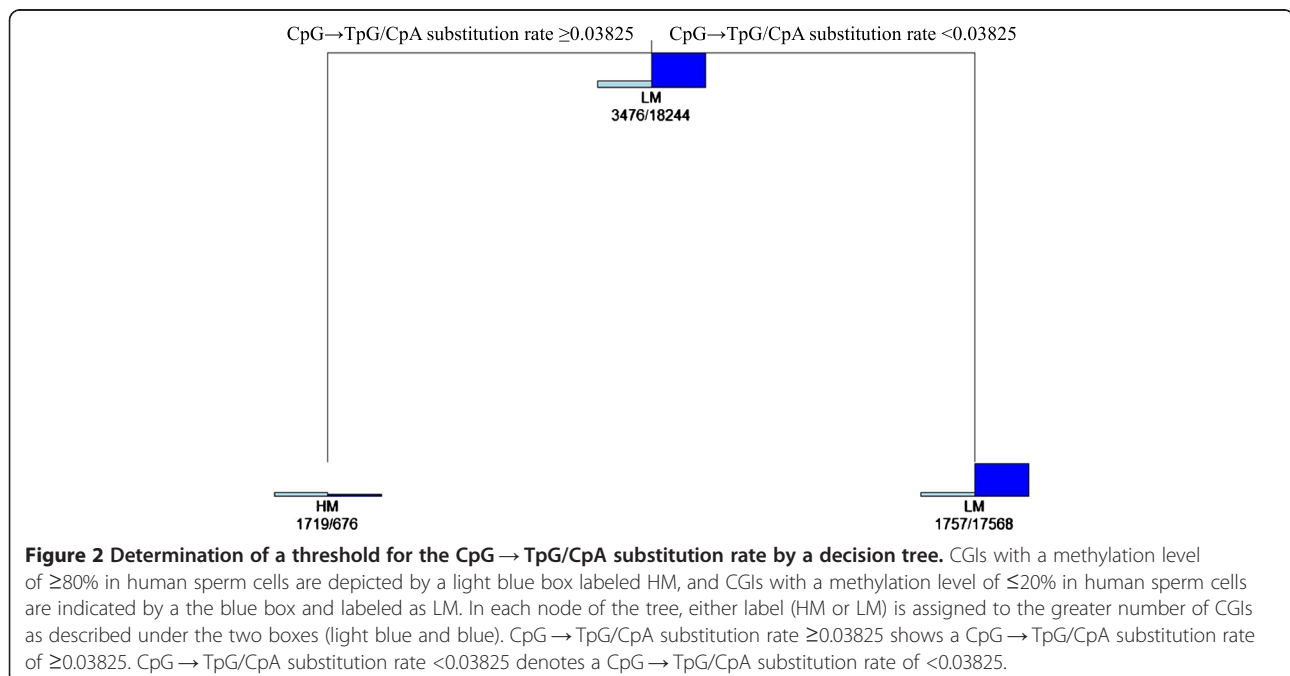 CpG→TpG/CpA substitution rate ≥0.03825 CpG→TpG/CpA substitution rate <0.03825
LM
3476/18244
HM
1719/676
LM
1757/17568
Figure 2 Determination of a threshold for the CpG → TpG/CpA substitution rate by a decision tree. CGIs with a methylation level
of ≥80% in human sperm cells are depicted by a light blue box labeled HM, and CGIs with a methylation level of ≤20% in human sperm cells
are indicated by a the blue box and labeled as LM. In each node of the tree, either label (HM or LM) is assigned to the greater number of CGIs
as described under the two boxes (light blue and blue). CpG → TpG/CpA substitution rate ≥0.03825 shows a CpG → TpG/CpA substitution rate
of ≥0.03825. CpG → TpG/CpA substitution rate <0.03825 denotes a CpG → TpG/CpA substitution rate of <0.03825.